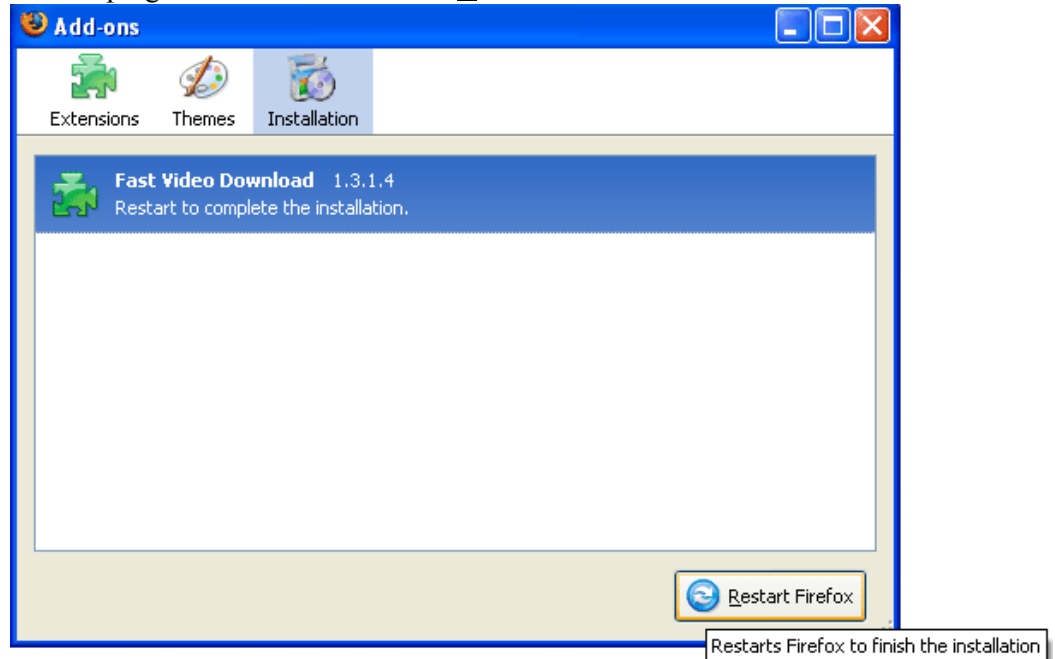 Add-ons
Extensions Themes Installation
Fast Video Download 1.3.1.4
Restart to complete the installation.
Restart Firefox
Restarts Firefox to finish the installation